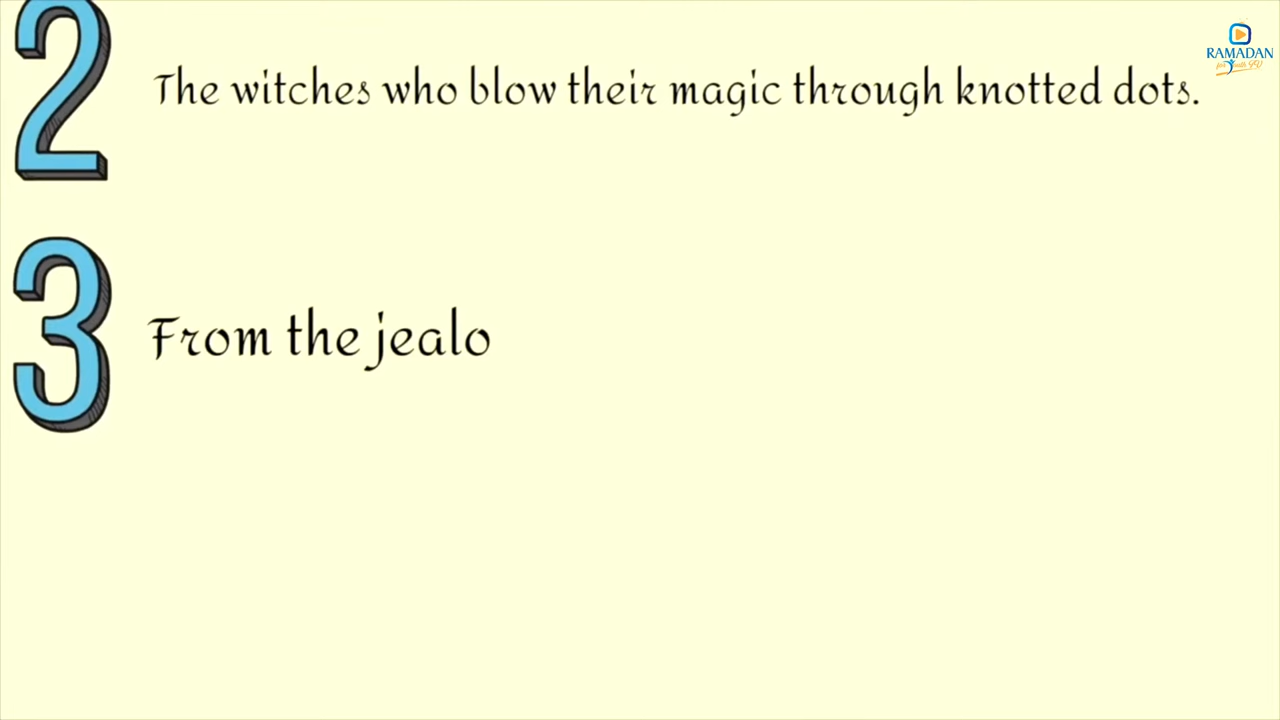 2
The witches who blow their magic through knotted dots.
3
From the jealo
RAMADAN